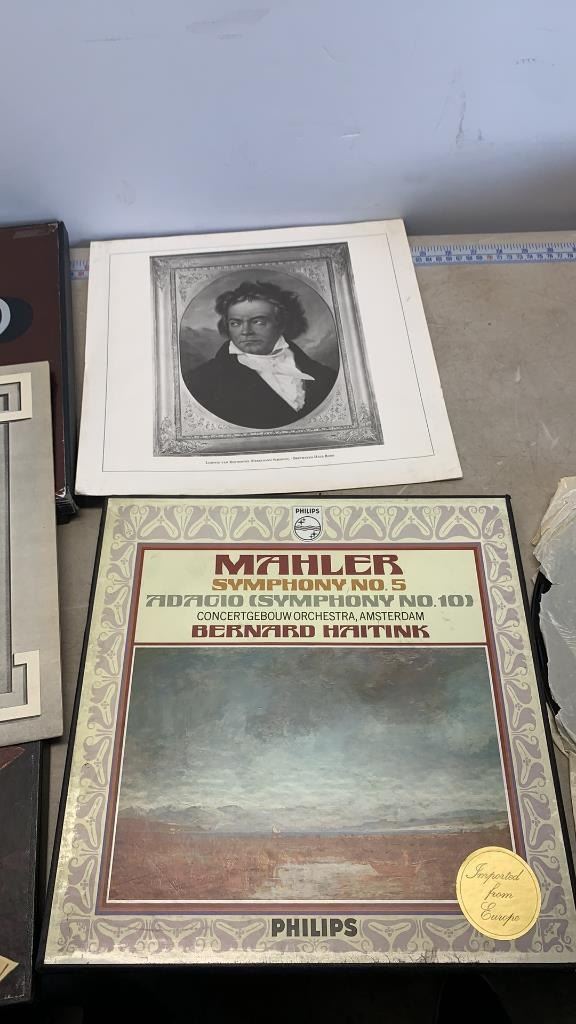 PHILIPS
MAHLER
SYMPHONY NO. 5
ADAGIO (SYMPHONY NO. 10)
CONCERTGEBOUW ORCHESTRA, AMSTERDAM
BERNARD HAITINK
Imported
from
Europe
PHILIPS